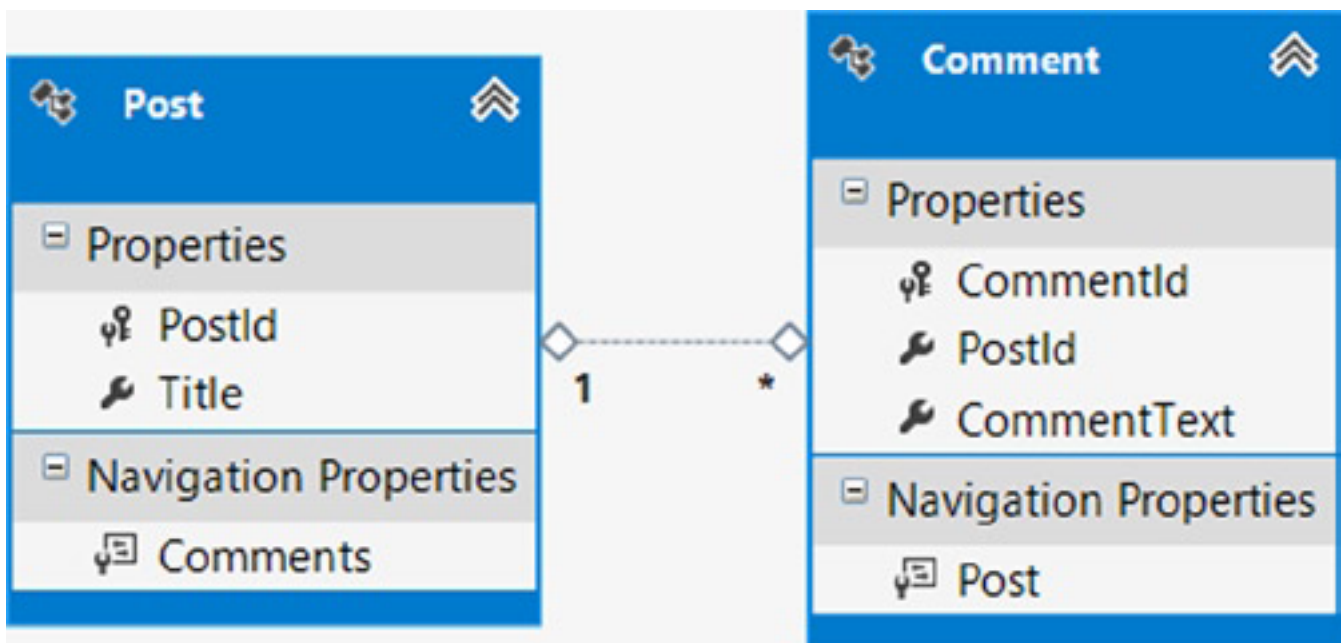 Post
Properties
PostId
Title
Navigation Properties
Comments
1
*
Comment
Properties
CommentId
PostId
CommentText
Navigation Properties
Post